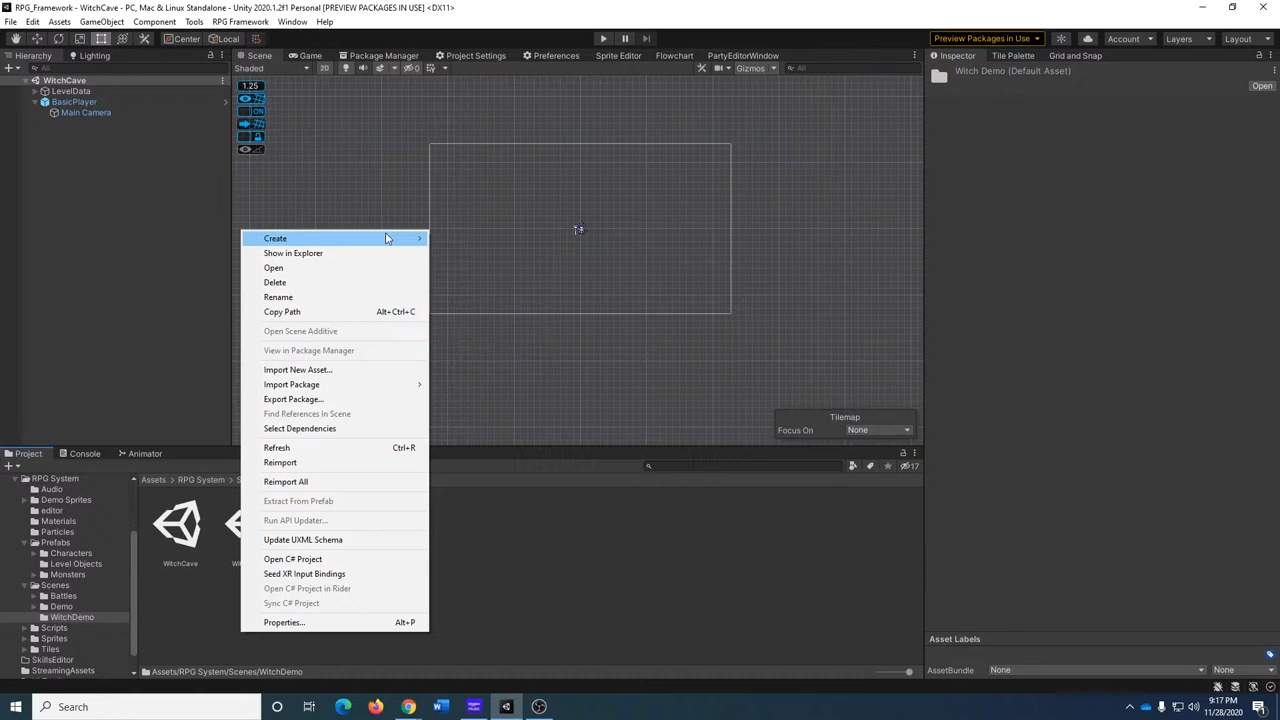 RPG_Framework - WitchCave - PC, Mac & Linux Standalone - Unity 2020.1.2f1 Personal [PREVIEW PACKAGES IN USE] <DX11>
File Edit Assets GameObject Component Tools RPG Framework Window Help
Center Local Preview Packages in Use Account Layers Layout
Hierarchy Lighting Scene Game Package Manager Project Settings Preferences Sprite Editor Flowchart PartyEditorWindow Inspector Tile Palette Grid and Snap
All Shaded 2D 0 Gizmos All
Witch Demo (Default Asset)
Open
WitchCave
LevelData
BasicPlayer
Main Camera
1.25
ON
Create
Show in Explorer
Open
Delete
Rename
Copy Path Alt+Ctrl+C
Open Scene Additive
View in Package Manager
Import New Asset...
Import Package
Export Package...
Find References In Scene
Select Dependencies
Refresh Ctrl+R
Reimport
Reimport All
Extract From Prefab
Run API Updater...
Update UXML Schema
Open C# Project
Seed XR Input Bindings
Open C# Project in Rider
Sync C# Project
Properties... Alt+P
Tilemap
Focus On None
Project Console Animator
17
RPG System
Audio
Demo Sprites
editor
Materials
Particles
Prefabs
Characters
Level Objects
Monsters
Scenes
Battles
Demo
WitchDemo
Scripts
Sprites
Tiles
SkillsEditor
StreamingAssets
Assets RPG System
WitchCave
Assets/RPG System/Scenes/WitchDemo
Asset Labels
AssetBundle None None
Search
9:17 PM
11/28/2020